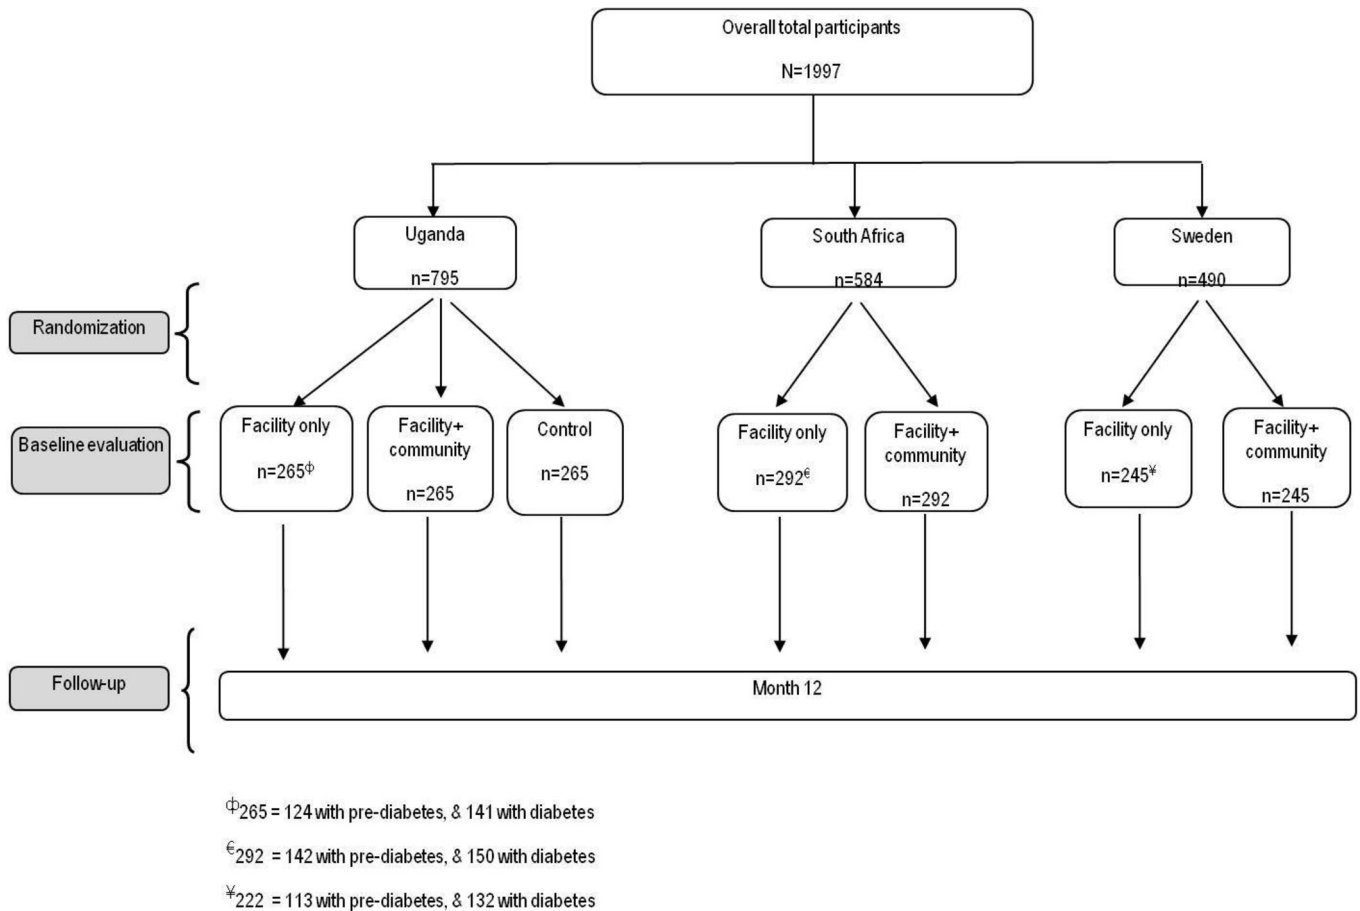 Overall total participants
N=1997
Uganda
n=795
South Africa
n=584
Sweden
n=490
Randomization
Baseline evaluation
Facility only
n=265ф
Facility+
community
n=265
Control
n=265
Facility only
n=292€
Facility+
community
n=292
Facility only
n=245¥
Facility+
community
n=245
Follow-up
Month 12
ф265 = 124 with pre-diabetes, & 141 with diabetes
€292 = 142 with pre-diabetes, & 150 with diabetes
¥222 = 113 with pre-diabetes, & 132 with diabetes